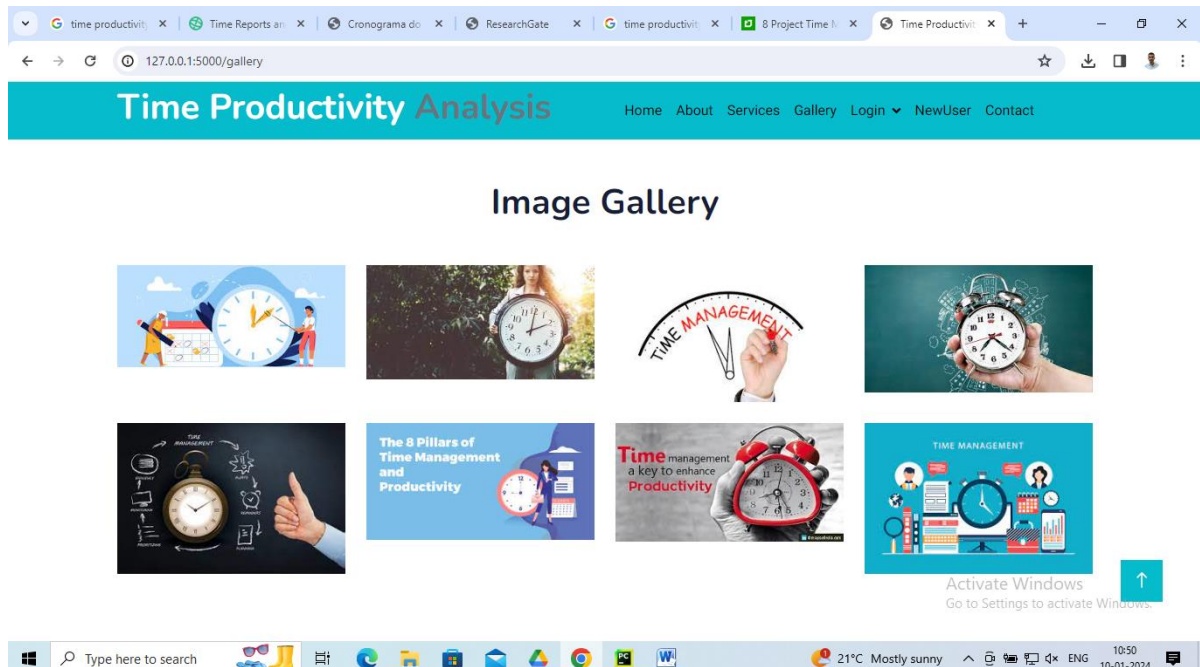 time productivit
Time Reports an
Cronograma do
ResearchGate
time productivit
8 Project Time M
Time Productivit
127.0.0.1:5000/gallery
Time Productivity Analysis
Home About Services Gallery Login NewUser Contact
Image Gallery
TIME MANAGEMENT
TIME
MANAGEMENT
The 8 Pillars of
Time Management
and
Productivity
Time management
a key to enhance
Productivity
TIME MANAGEMENT
Activate Windows
Go to Settings to activate Windows.
Type here to search
21°C Mostly sunny
ENG
10:50
10-01-2024